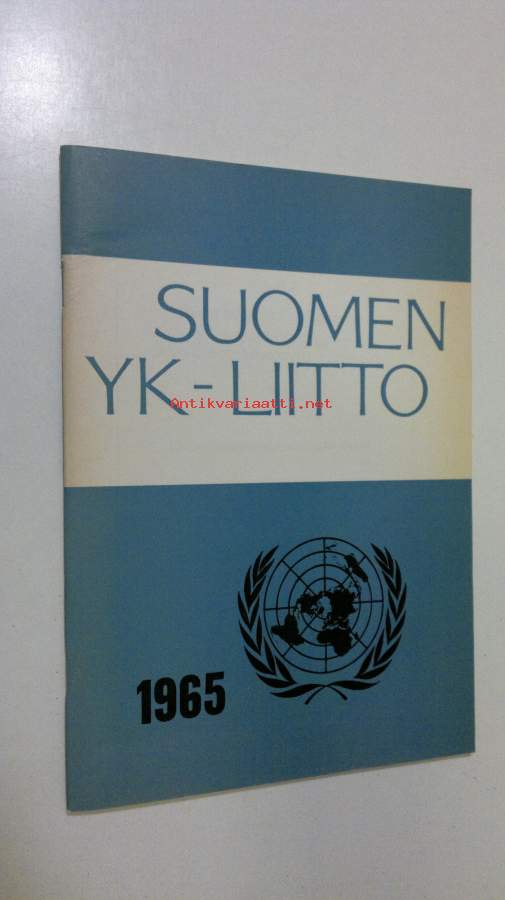 SUOMEN
YK-LIITTO
Antikvariaatti.net
1965